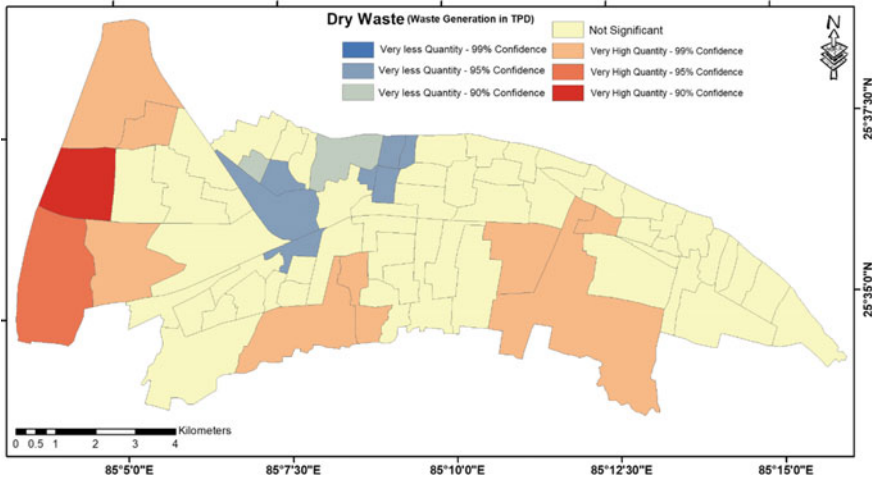 Dry Waste (Waste Generation in TPD)
Very less Quantity - 99% Confidence
Very less Quantity - 95% Confidence
Very less Quantity - 90% Confidence
Not Significant
Very High Quantity - 99% Confidence
Very High Quantity - 95% Confidence
Very High Quantity - 90% Confidence
N
25°37'30"N
25°35'0"N
Kilometers
0 0.5 1 2 3 4
85°5'0"E 85°7'30"E 85°10'0"E 85°12'30"E 85°15'0"E